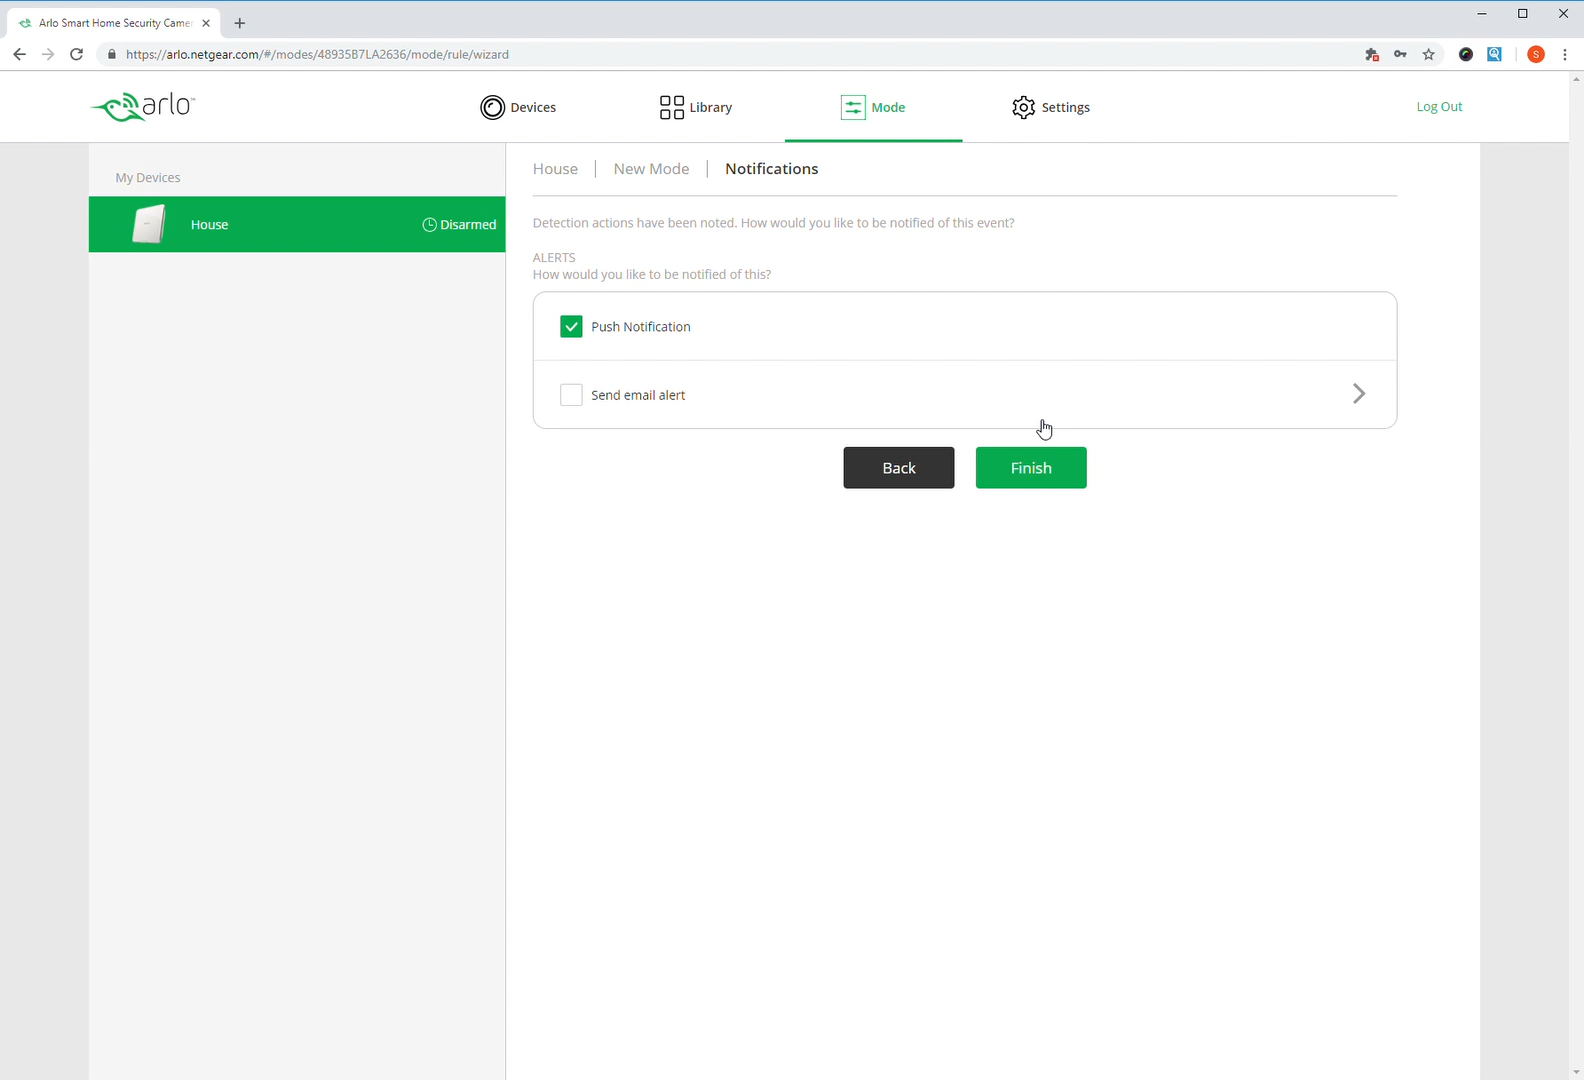 Arlo Smart Home Security Camer
https://arlo.netgear.com/#/modes/48935B7LA2636/mode/rule/wizard
S
arlo™
Devices
Library
Mode
Settings
Log Out
My Devices
House
Disarmed
House
New Mode
Notifications
Detection actions have been noted. How would you like to be notified of this event?
ALERTS
How would you like to be notified of this?
Push Notification
Send email alert
Back
Finish